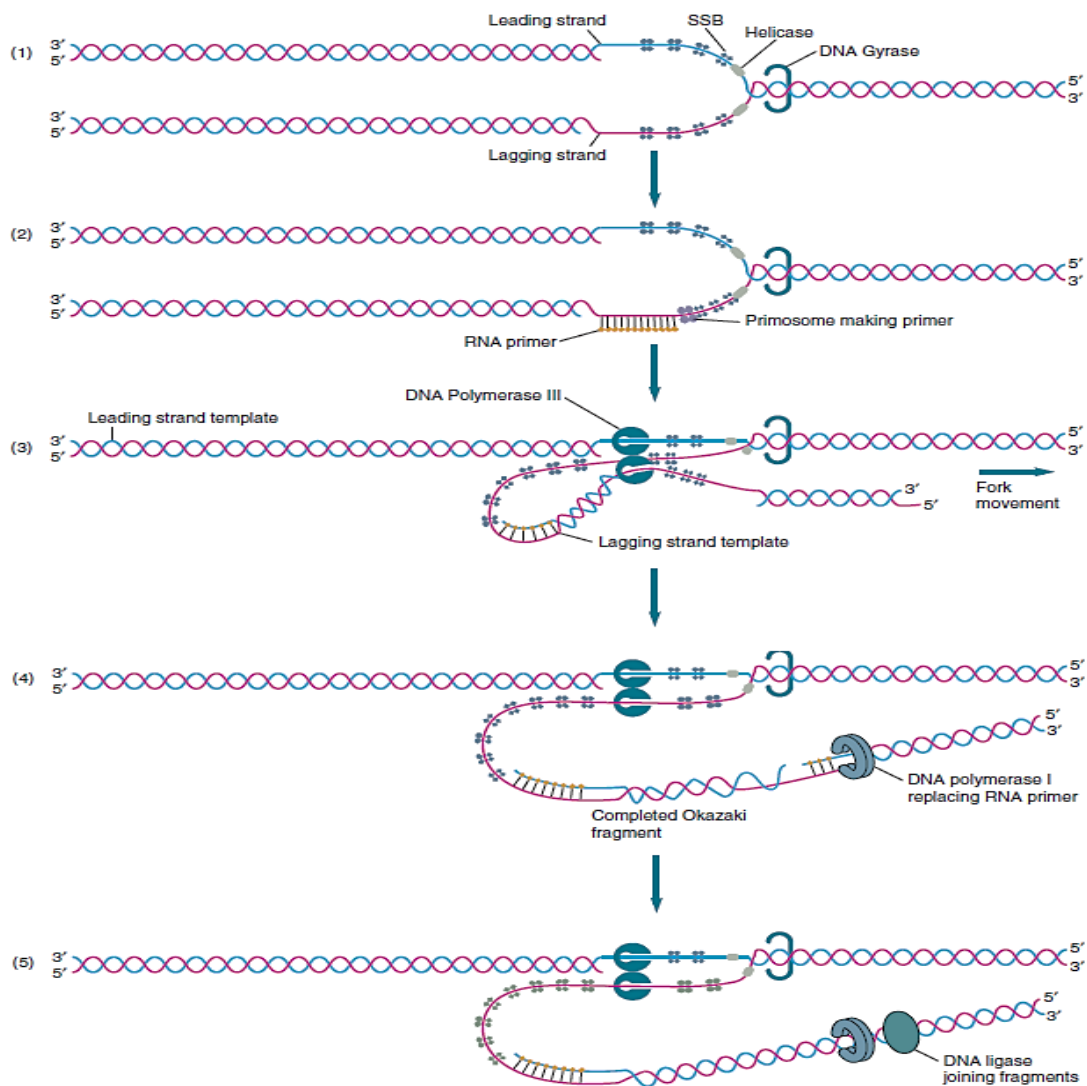 Leading strand
SSB
Helicase
DNA Gyrase
(1)
3′
5′
5′
3′
3′
5′
Lagging strand
(2)
3′
5′
5′
3′
3′
5′
Primosome making primer
RNA primer
DNA Polymerase III
Leading strand template
(3)
3′
5′
5′
3′
Fork
movement
3′
5′
Lagging strand template
(4)
3′
5′
5′
3′
5′
3′
DNA polymerase I
replacing RNA primer
Completed Okazaki
fragment
(5)
3′
5′
5′
3′
5′
3′
DNA ligase
joining fragments